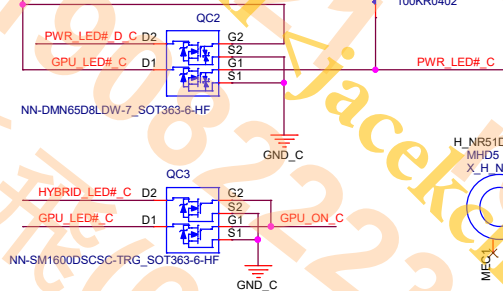 100KR0402
QC2
PWR_LED#_D_C D2 G2
S2
GPU_LED#_C D1 G1 PWR_LED#_C
S1
NN-DMN65D8LDW-7_SOT363-6-HF
GND_C
QC3
HYBRID_LED#_C D2 G2
S2
GPU_LED#_C D1 G1 GPU_ON_C
S1
NN-SM1600DSCSC-TRG_SOT363-6-HF
GND_C
H_NR51D
MHD5
X_H_N
MEC1